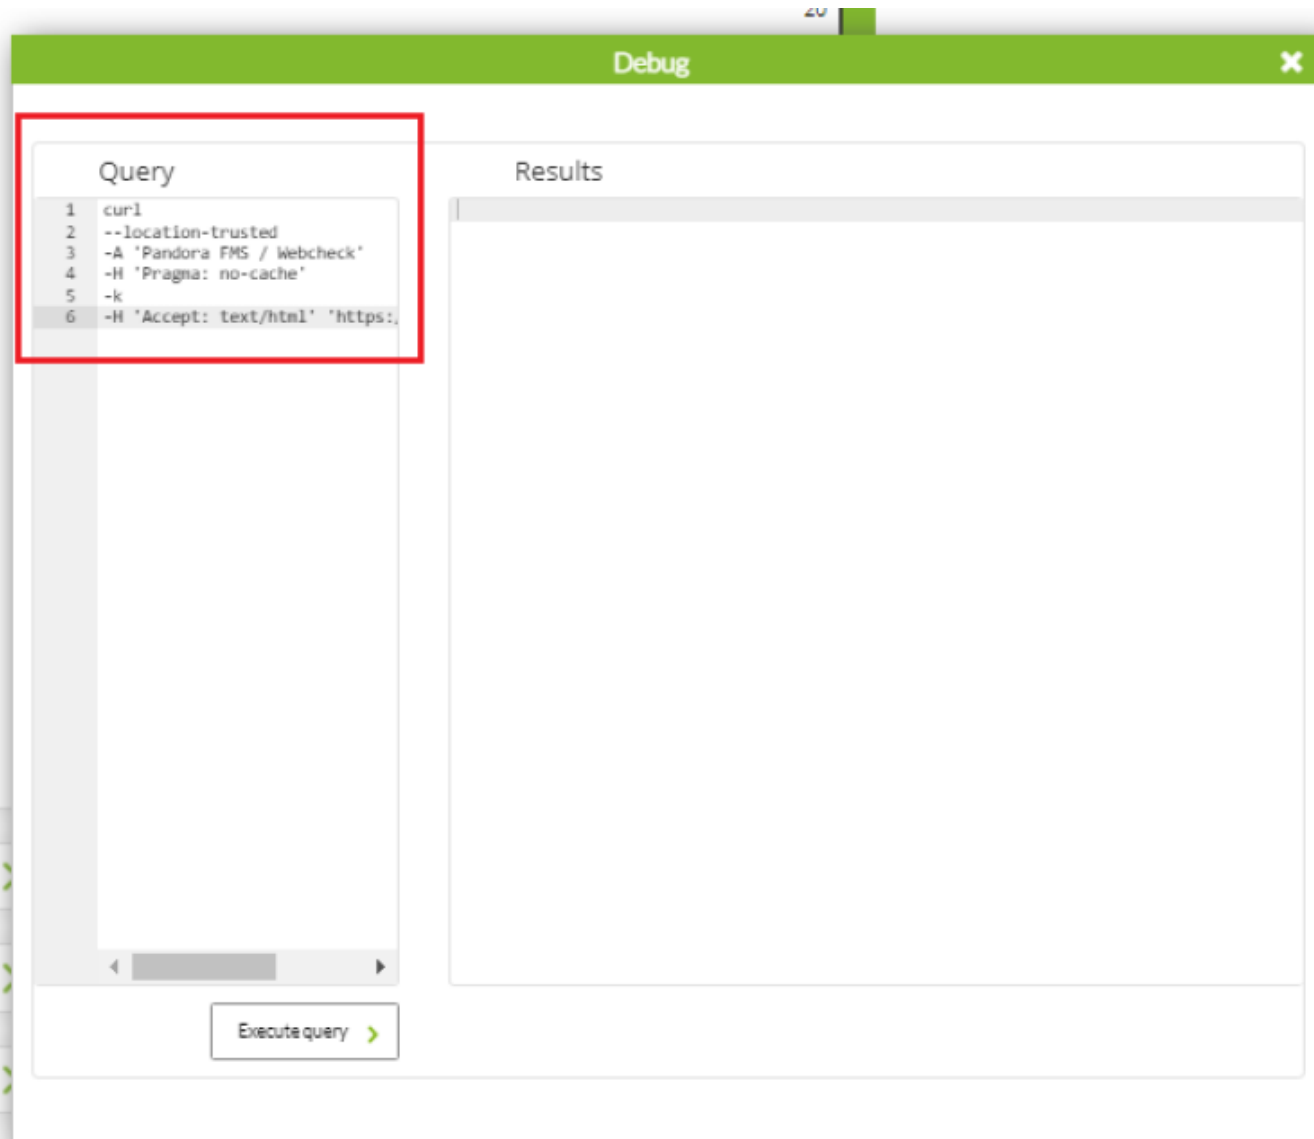 20
Debug
Query
Results
1 curl
2 --location-trusted
3 -A 'Pandora FMS / Webcheck'
4 -H 'Pragma: no-cache'
5 -k
6 -H 'Accept: text/html' 'https:/
Execute query